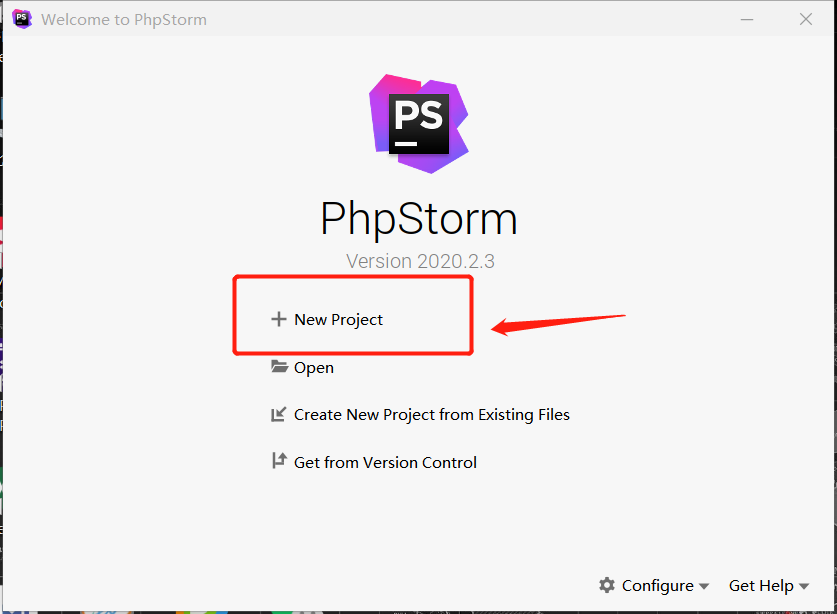 PS
Welcome to PhpStorm
PS
PhpStorm
Version 2020.2.3
New Project
Open
Create New Project from Existing Files
Get from Version Control
Configure
Get Help